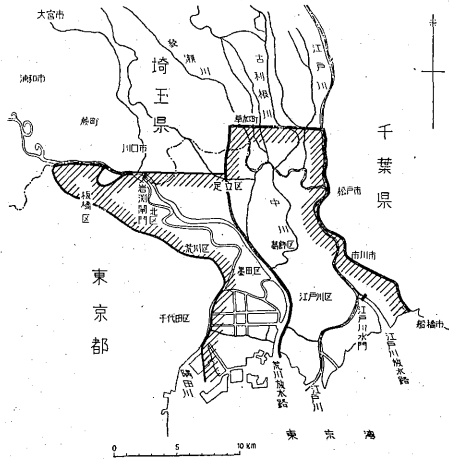 大宮市
浦和市
蕨町
埼玉県
綾瀬川
古利根川
江戸川
草加町
川口市
千葉県
松戸市
足立区
板橋区
岩淵閘門
北区
中川
葛飾区
荒川区
市川市
墨田区
東京都
千代田区
江戸川区
船橋市
江戸川水門
江戸川放水路
隅田川
荒川放水路
江戸川
東京湾
0 5 10 KM